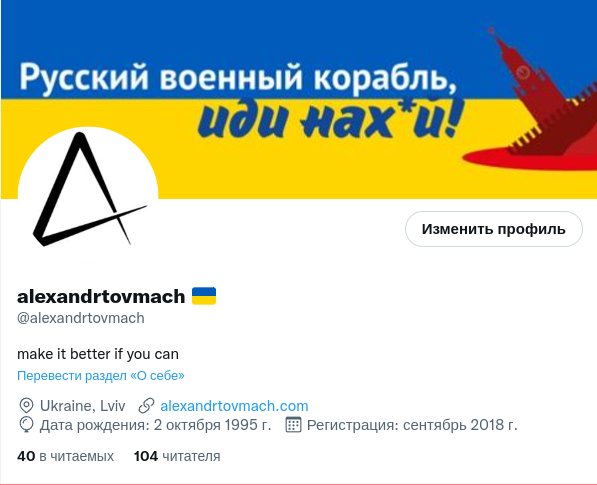 Русский военный корабль,
иди нах*й!
Изменить профиль
alexandrtovmach
@alexandrtovmach
make it better if you can
Перевести раздел «О себе»
Ukraine, Lviv alexandrtovmach.com
Дата рождения: 2 октября 1995 г. Регистрация: сентябрь 2018 г.
40 в читаемых 104 читателя